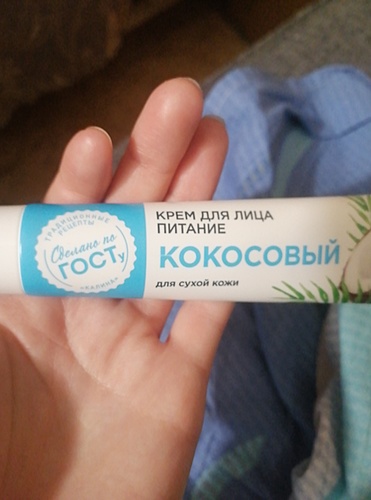 ТРАДИЦИОННЫЕ
РЕЦЕПТЫ
Сделано по
ГОСТу
«КАЛИНА»
КРЕМ ДЛЯ ЛИЦА
ПИТАНИЕ
КОКОСОВЫЙ
для сухой кожи